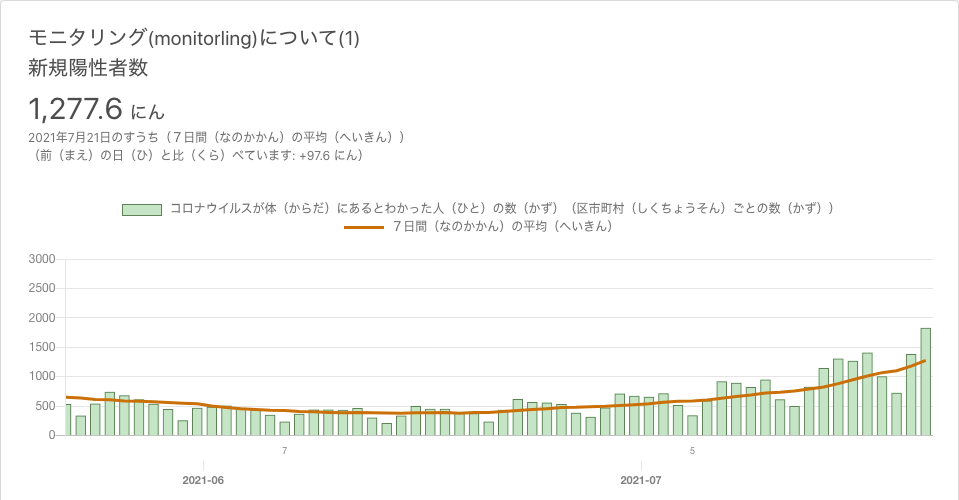 モニタリング(monitorling)について(1)
新規陽性者数
1,277.6 にん
2021年7月21日のすうち（７日間（なのかかん）の平均（へいきん））
（前（まえ）の日（ひ）と比（くら）べています: +97.6 にん）
コロナウイルスが体（からだ）にあるとわかった人（ひと）の数（かず）（区市町村（しくちょうそん）ごとの数（かず））
７日間（なのかかん）の平均（へいきん）
3000
2500
2000
1500
1000
500
0
7 5
2021-06 2021-07